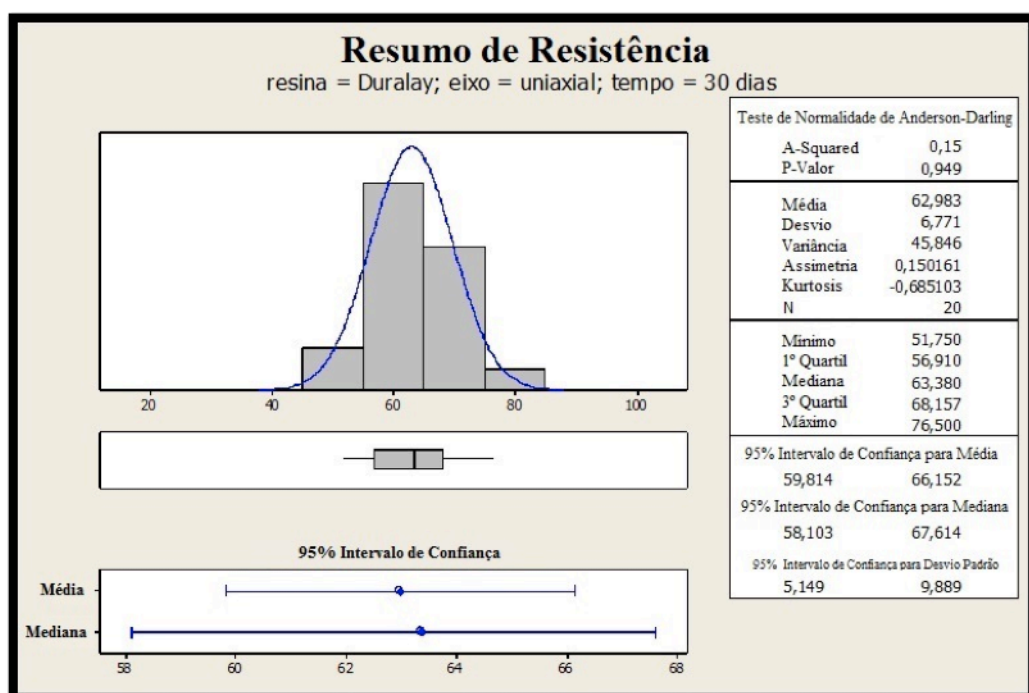 Resumo de Resistência
resina = Duralay; eixo = uniaxial; tempo = 30 dias
Teste de Normalidade de Anderson-Darling
A-Squared 0,15
P-Valor 0,949
Média 62,983
Desvio 6,771
Variância 45,846
Assimetria 0,150161
Kurtosis -0,685103
N 20
Minimo 51,750
1º Quartil 56,910
Mediana 63,380
3º Quartil 68,157
Máximo 76,500
95% Intervalo de Confiança para Média
59,814 66,152
95% Intervalo de Confiança para Mediana
58,103 67,614
95% Intervalo de Confiança para Desvio Padrão
5,149 9,889
20 40 60 80 100
95% Intervalo de Confiança
Média
Mediana
58 60 62 64 66 68